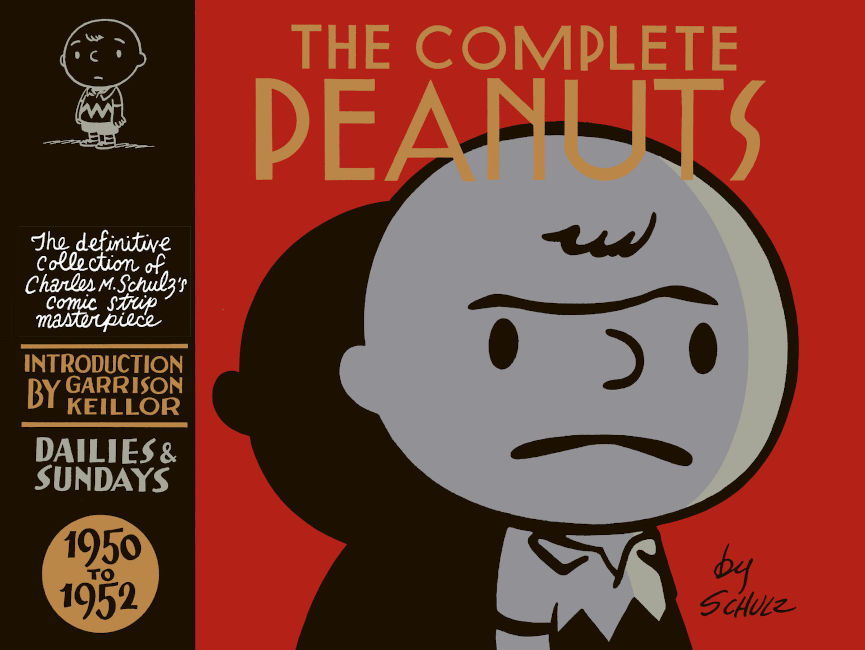 THE COMPLETE
PEANUTS
The definitive
collection of
Charles M. Schulz's
comic strip
masterpiece
INTRODUCTION
BY GARRISON
KEILLOR
DAILIES &
SUNDAYS
1950
TO
1952
by
SCHULZ